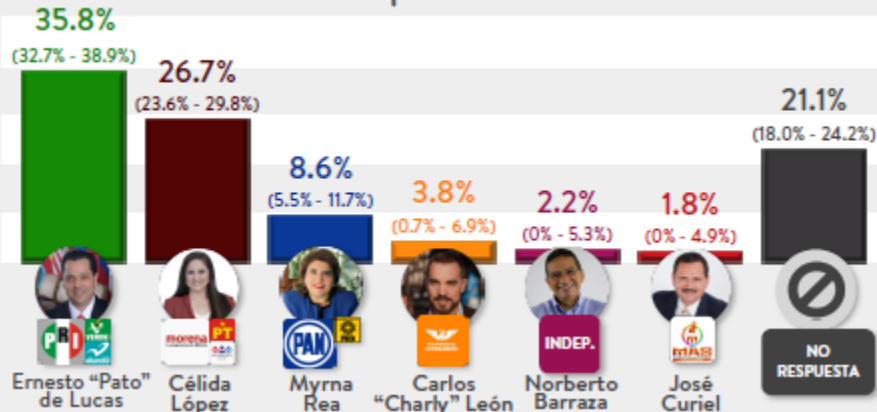 35.8%
(32.7% - 38.9%)
26.7%
(23.6% - 29.8%)
8.6%
(5.5% - 11.7%)
3.8%
(0.7% - 6.9%)
2.2%
(0% - 5.3%)
1.8%
(0% - 4.9%)
21.1%
(18.0% - 24.2%)
PRI
VERDE
morena
PT
PAN
PRD
INDEP.
MAS
NO
RESPUESTA
Ernesto “Pato”
de Lucas
Célida
López
Myrna
Rea
Carlos
“Charly” León
Norberto
Barraza
José
Curiel